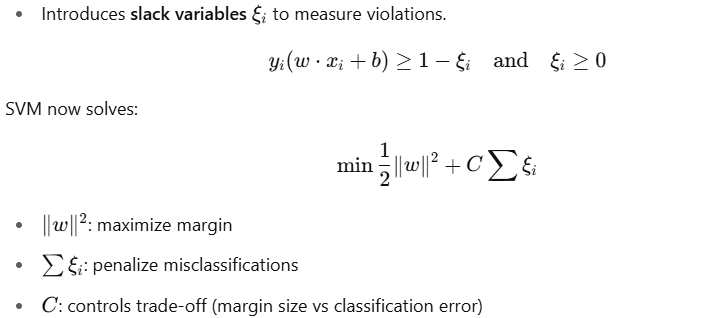 • Introduces slack variables ξᵢ to measure violations.
yᵢ(w · xᵢ + b) ≥ 1 − ξᵢ and ξᵢ ≥ 0
SVM now solves:
min 1/2 ‖w‖² + C ∑ ξᵢ
• ‖w‖²: maximize margin
• ∑ ξᵢ: penalize misclassifications
• C: controls trade-off (margin size vs classification error)